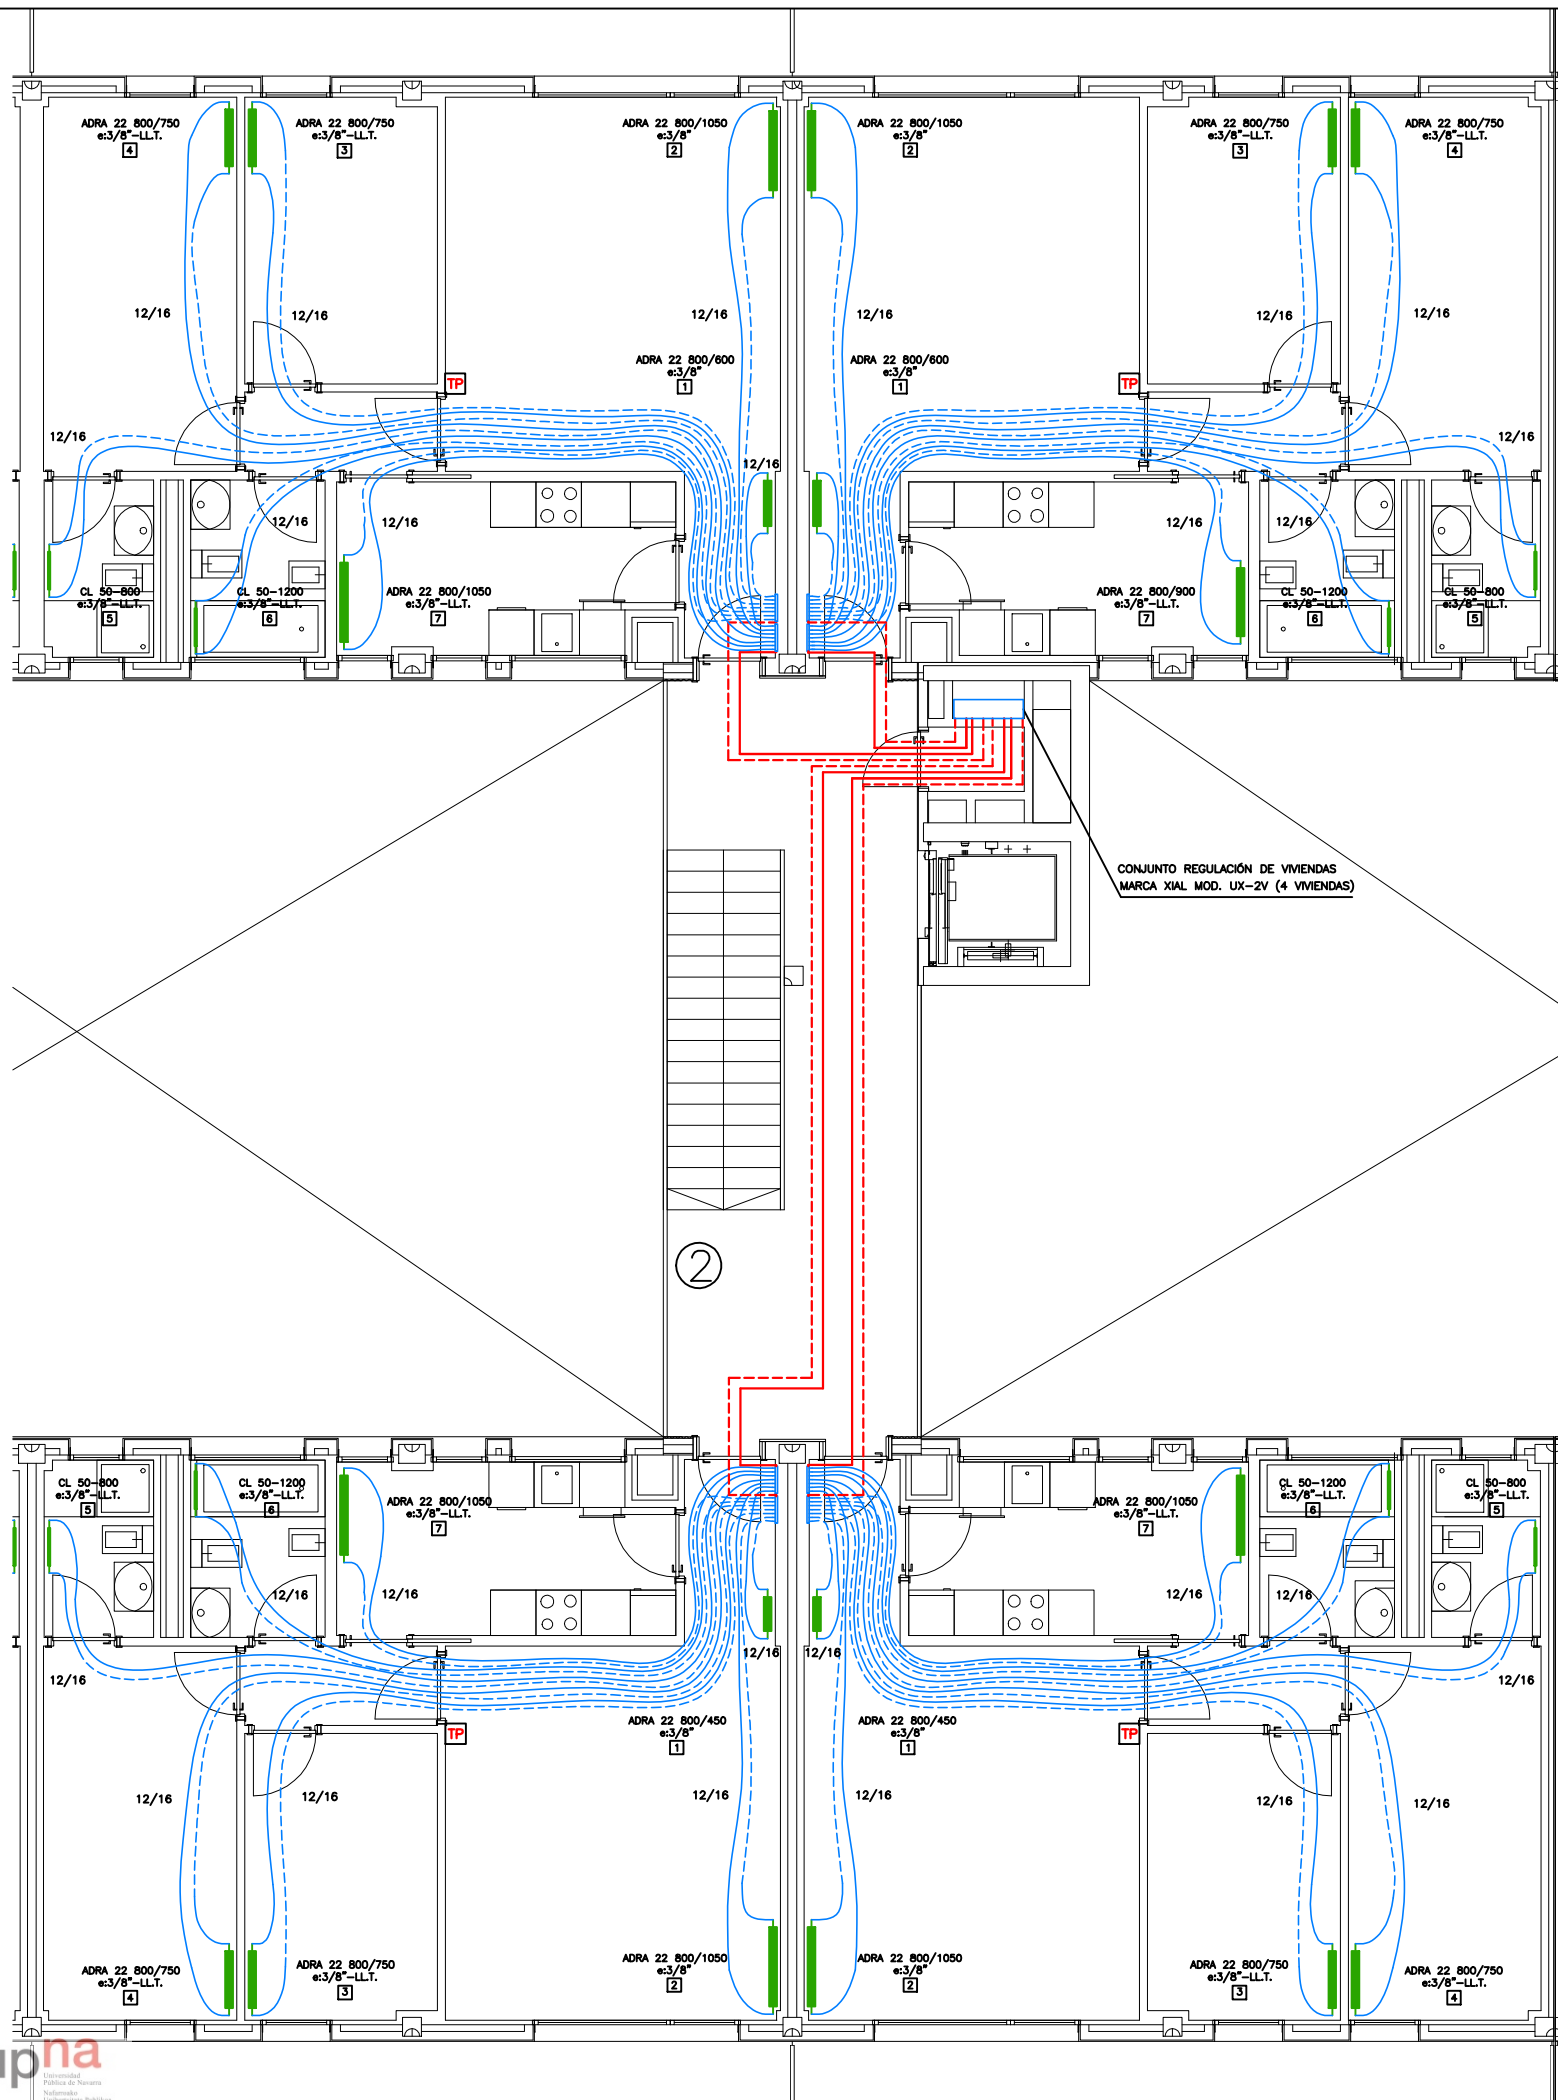 ADRA 22 800/750
e:3/8"-LL.T.
4
ADRA 22 800/750
e:3/8"-LL.T.
3
ADRA 22 800/1050
e:3/8"
2
ADRA 22 800/1050
e:3/8"
2
ADRA 22 800/750
e:3/8"-LL.T.
3
ADRA 22 800/750
e:3/8"-LL.T.
4
12/16
12/16
12/16
12/16
12/16
12/16
ADRA 22 800/600
e:3/8"
1
ADRA 22 800/600
e:3/8"
1
TP
TP
12/16
12/16
12/16
12/16
12/16
12/16
12/16
CL 50-800
e:3/8"-LL.T.
5
CL 50-1200
e:3/8"-LL.T.
6
ADRA 22 800/1050
e:3/8"-LL.T.
7
ADRA 22 800/900
e:3/8"-LL.T.
7
CL 50-1200
e:3/8"-LL.T.
6
CL 50-800
e:3/8"-LL.T.
5
CONJUNTO REGULACIÓN DE VIVIENDAS
MARCA XIAL MOD. UX-2V (4 VIVIENDAS)
2
CL 50-800
e:3/8"-LL.T.
5
CL 50-1200
e:3/8"-LL.T.
6
ADRA 22 800/1050
e:3/8"-LL.T.
7
ADRA 22 800/1050
e:3/8"-LL.T.
7
CL 50-1200
e:3/8"-LL.T.
6
CL 50-800
e:3/8"-LL.T.
5
12/16
12/16
12/16
12/16
12/16
12/16
12/16
12/16
ADRA 22 800/450
e:3/8"
1
ADRA 22 800/450
e:3/8"
1
TP
TP
12/16
12/16
12/16
12/16
12/16
12/16
ADRA 22 800/750
e:3/8"-LL.T.
4
ADRA 22 800/750
e:3/8"-LL.T.
3
ADRA 22 800/1050
e:3/8"
2
ADRA 22 800/1050
e:3/8"
2
ADRA 22 800/750
e:3/8"-LL.T.
3
ADRA 22 800/750
e:3/8"-LL.T.
4
upna
Universidad
Pública de Navarra
Nafarroako
Unibertsitate Publikoa